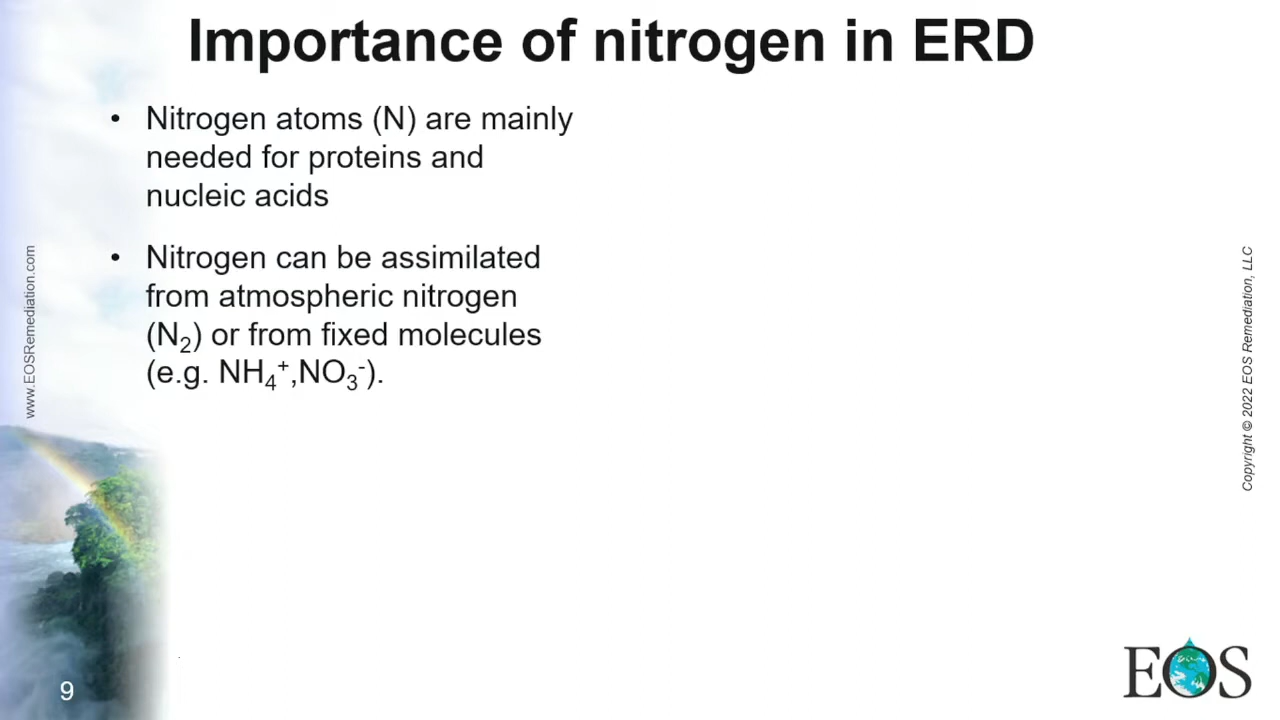 Importance of nitrogen in ERD
• Nitrogen atoms (N) are mainly
needed for proteins and
nucleic acids
• Nitrogen can be assimilated
from atmospheric nitrogen
(N₂) or from fixed molecules
(e.g. NH₄⁺,NO₃⁻).
www.EOSRemediation.com
Copyright © 2022 EOS Remediation, LLC
9
EOS